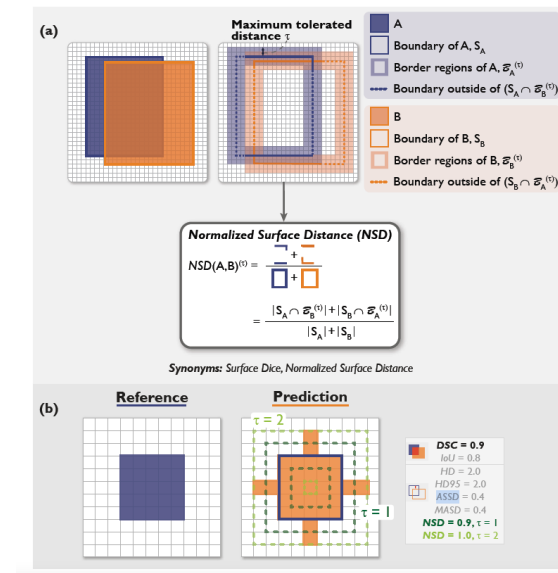 (a)
Maximum tolerated
distance τ
A
Boundary of A, S_A
Border regions of A, ℬ_A^(τ)
Boundary outside of (S_A ∩ ℬ_B^(τ))
B
Boundary of B, S_B
Border regions of B, ℬ_B^(τ)
Boundary outside of (S_B ∩ ℬ_A^(τ))
Normalized Surface Distance (NSD)
NSD(A,B)^(τ) = 
+
+
= |S_A ∩ ℬ_B^(τ)| + |S_B ∩ ℬ_A^(τ)|
|S_A| + |S_B|
Synonyms: Surface Dice, Normalized Surface Distance
(b)
Reference
Prediction
τ = 2
τ = 1
DSC = 0.9
IoU = 0.8
HD = 2.0
HD95 = 2.0
ASSD = 0.4
MASD = 0.4
NSD = 0.9, τ = 1
NSD = 1.0, τ = 2